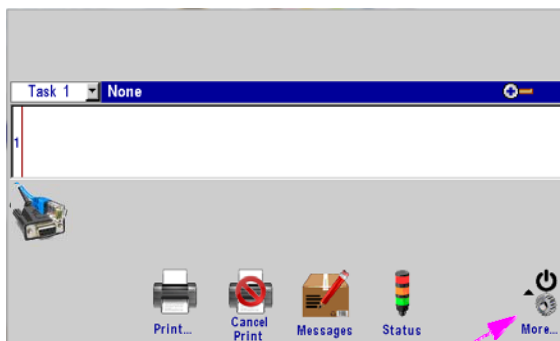 Task 1 None
1
Print...
Cancel
Print
Messages
Status
More...